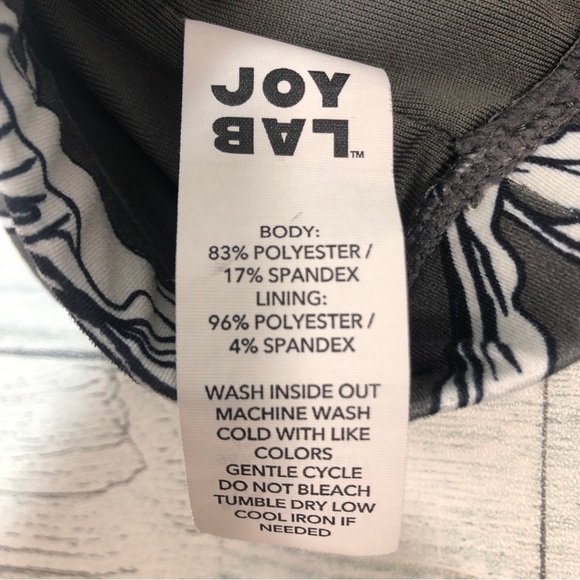 JOY
LAB™
BODY:
83% POLYESTER /
17% SPANDEX
LINING:
96% POLYESTER /
4% SPANDEX
WASH INSIDE OUT
MACHINE WASH
COLD WITH LIKE
COLORS
GENTLE CYCLE
DO NOT BLEACH
TUMBLE DRY LOW
COOL IRON IF
NEEDED